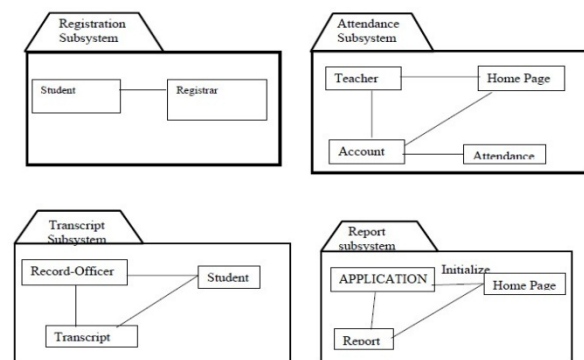 Registration
Subsystem
Student
Registrar
Attendance
Subsystem
Teacher
Home Page
Account
Attendance
Transcript
Subsystem
Record-Officer
Student
Transcript
Report
subsystem
APPLICATION
Initialize
Home Page
Report